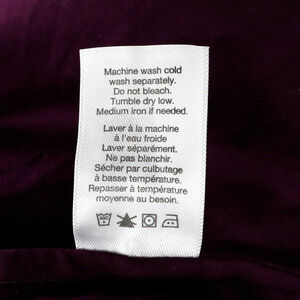 Machine wash cold
wash separately.
Do not bleach.
Tumble dry low.
Medium iron if needed.
Laver à la machine
à l'eau froide
Laver séparément.
Ne pas blanchir.
Sécher par culbutage
à basse température.
Repasser à température
moyenne au besoin.